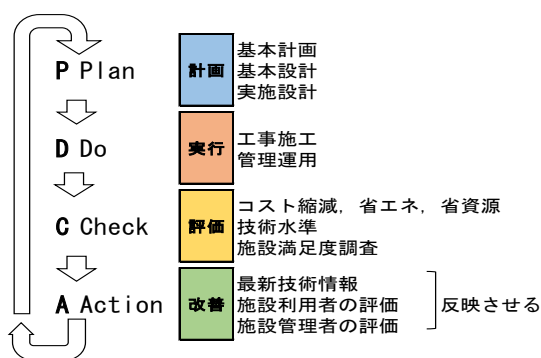 P Plan
計画
基本計画
基本設計
実施設計
D Do
実行
工事施工
管理運用
C Check
評価
コスト縮減，省エネ，省資源
技術水準
施設満足度調査
A Action
改善
最新技術情報
施設利用者の評価
施設管理者の評価
反映させる